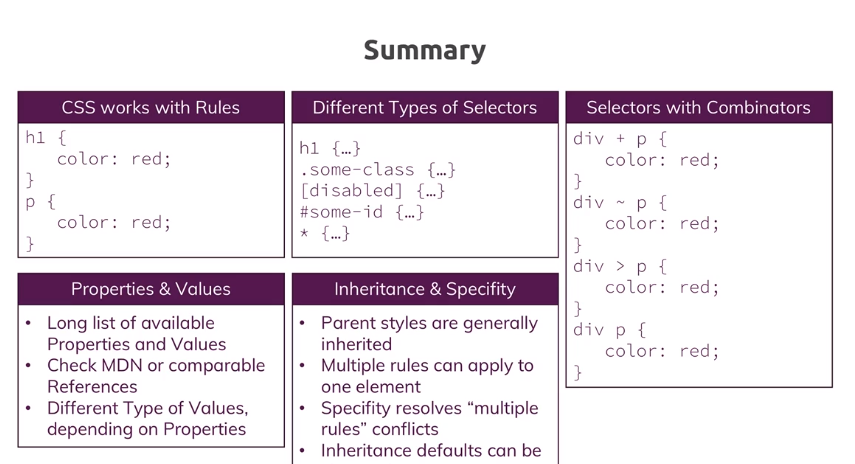 Summary
CSS works with Rules
h1 {
color: red;
}
p {
color: red;
}
Different Types of Selectors
h1 {…}
.some-class {…}
[disabled] {…}
#some-id {…}
* {…}
Selectors with Combinators
div + p {
color: red;
}
div ~ p {
color: red;
}
div > p {
color: red;
}
div p {
color: red;
}
Properties & Values
• Long list of available
Properties and Values
• Check MDN or comparable
References
• Different Type of Values,
depending on Properties
Inheritance & Specifity
• Parent styles are generally
inherited
• Multiple rules can apply to
one element
• Specifity resolves “multiple
rules” conflicts
• Inheritance defaults can be